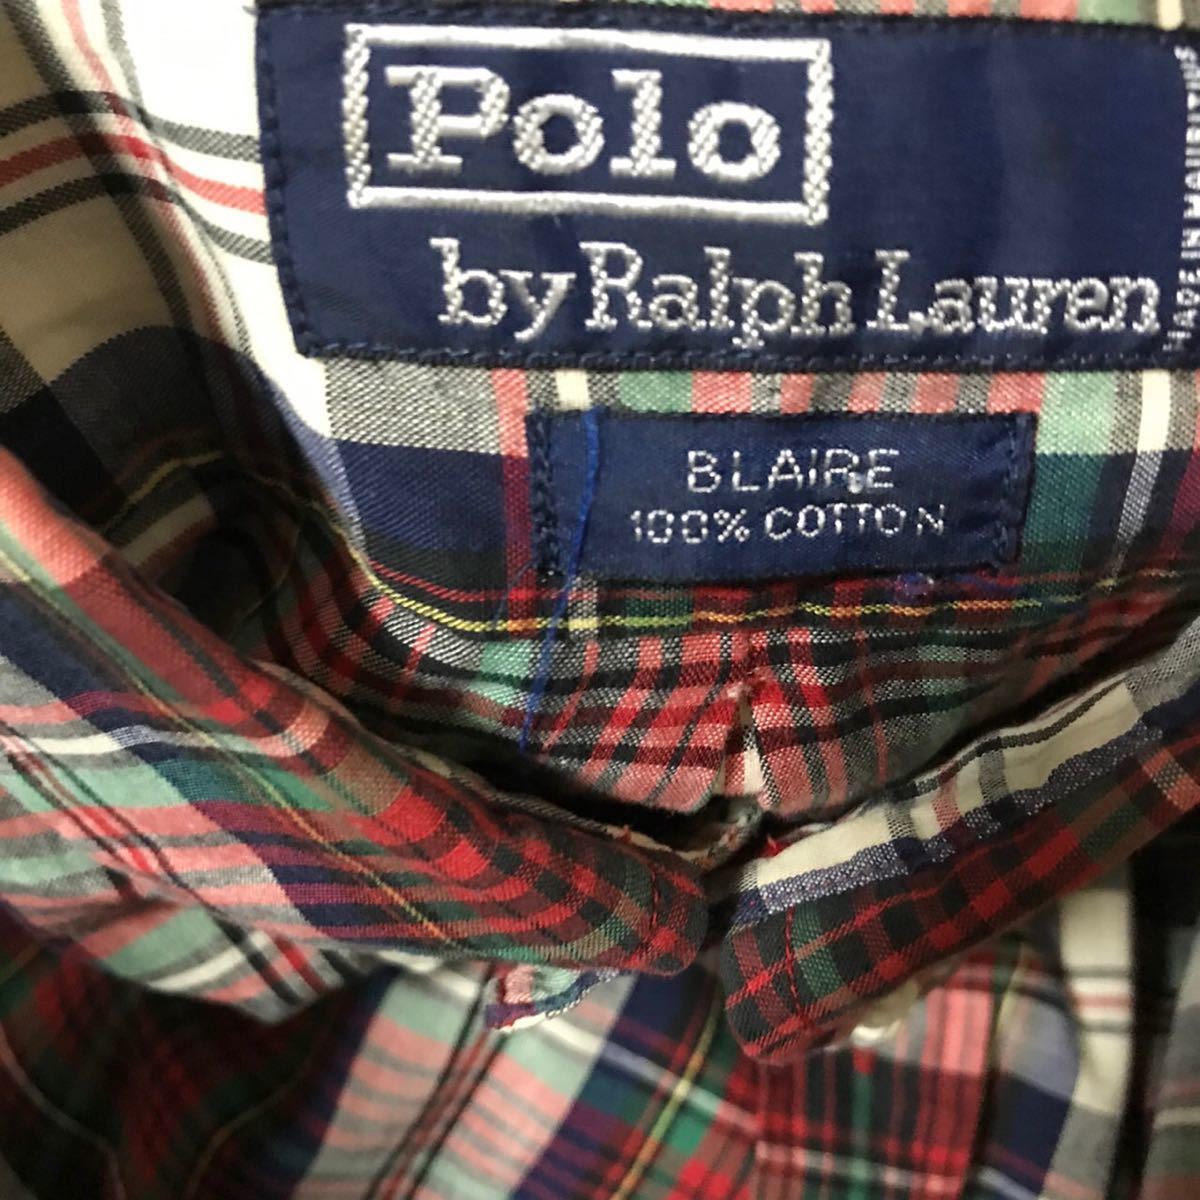 Polo
by Ralph Lauren
MADE IN MAURITIUS
BLAIRE
100% COTTON